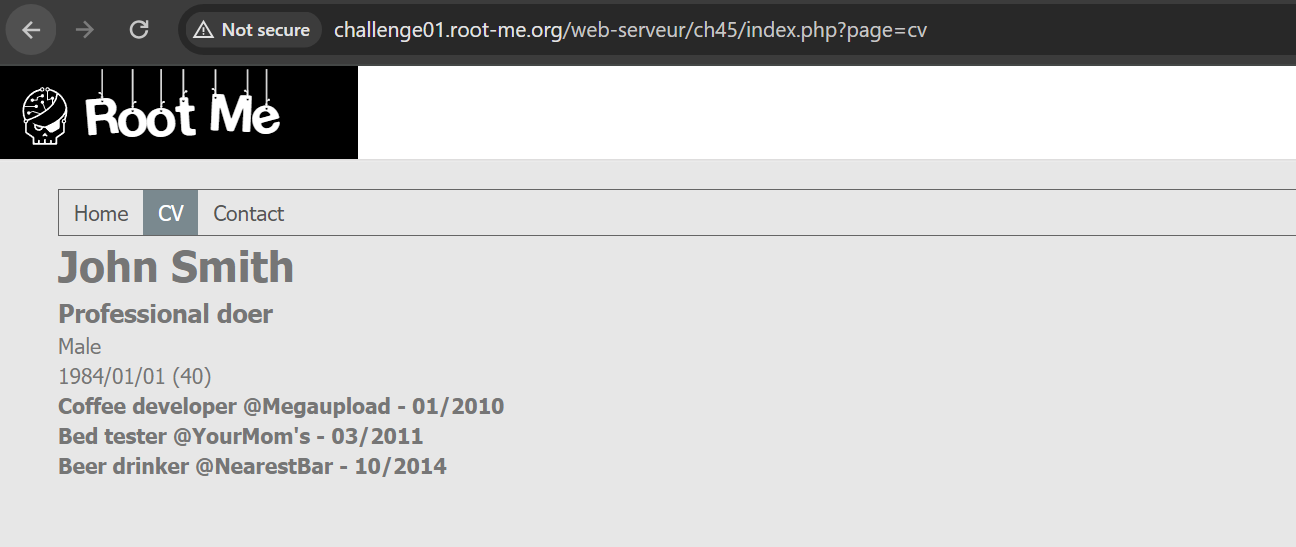 Not secure challenge01.root-me.org/web-serveur/ch45/index.php?page=cv
Root Me
Home CV Contact
John Smith
Professional doer
Male
1984/01/01 (40)
Coffee developer @Megaupload - 01/2010
Bed tester @YourMom's - 03/2011
Beer drinker @NearestBar - 10/2014